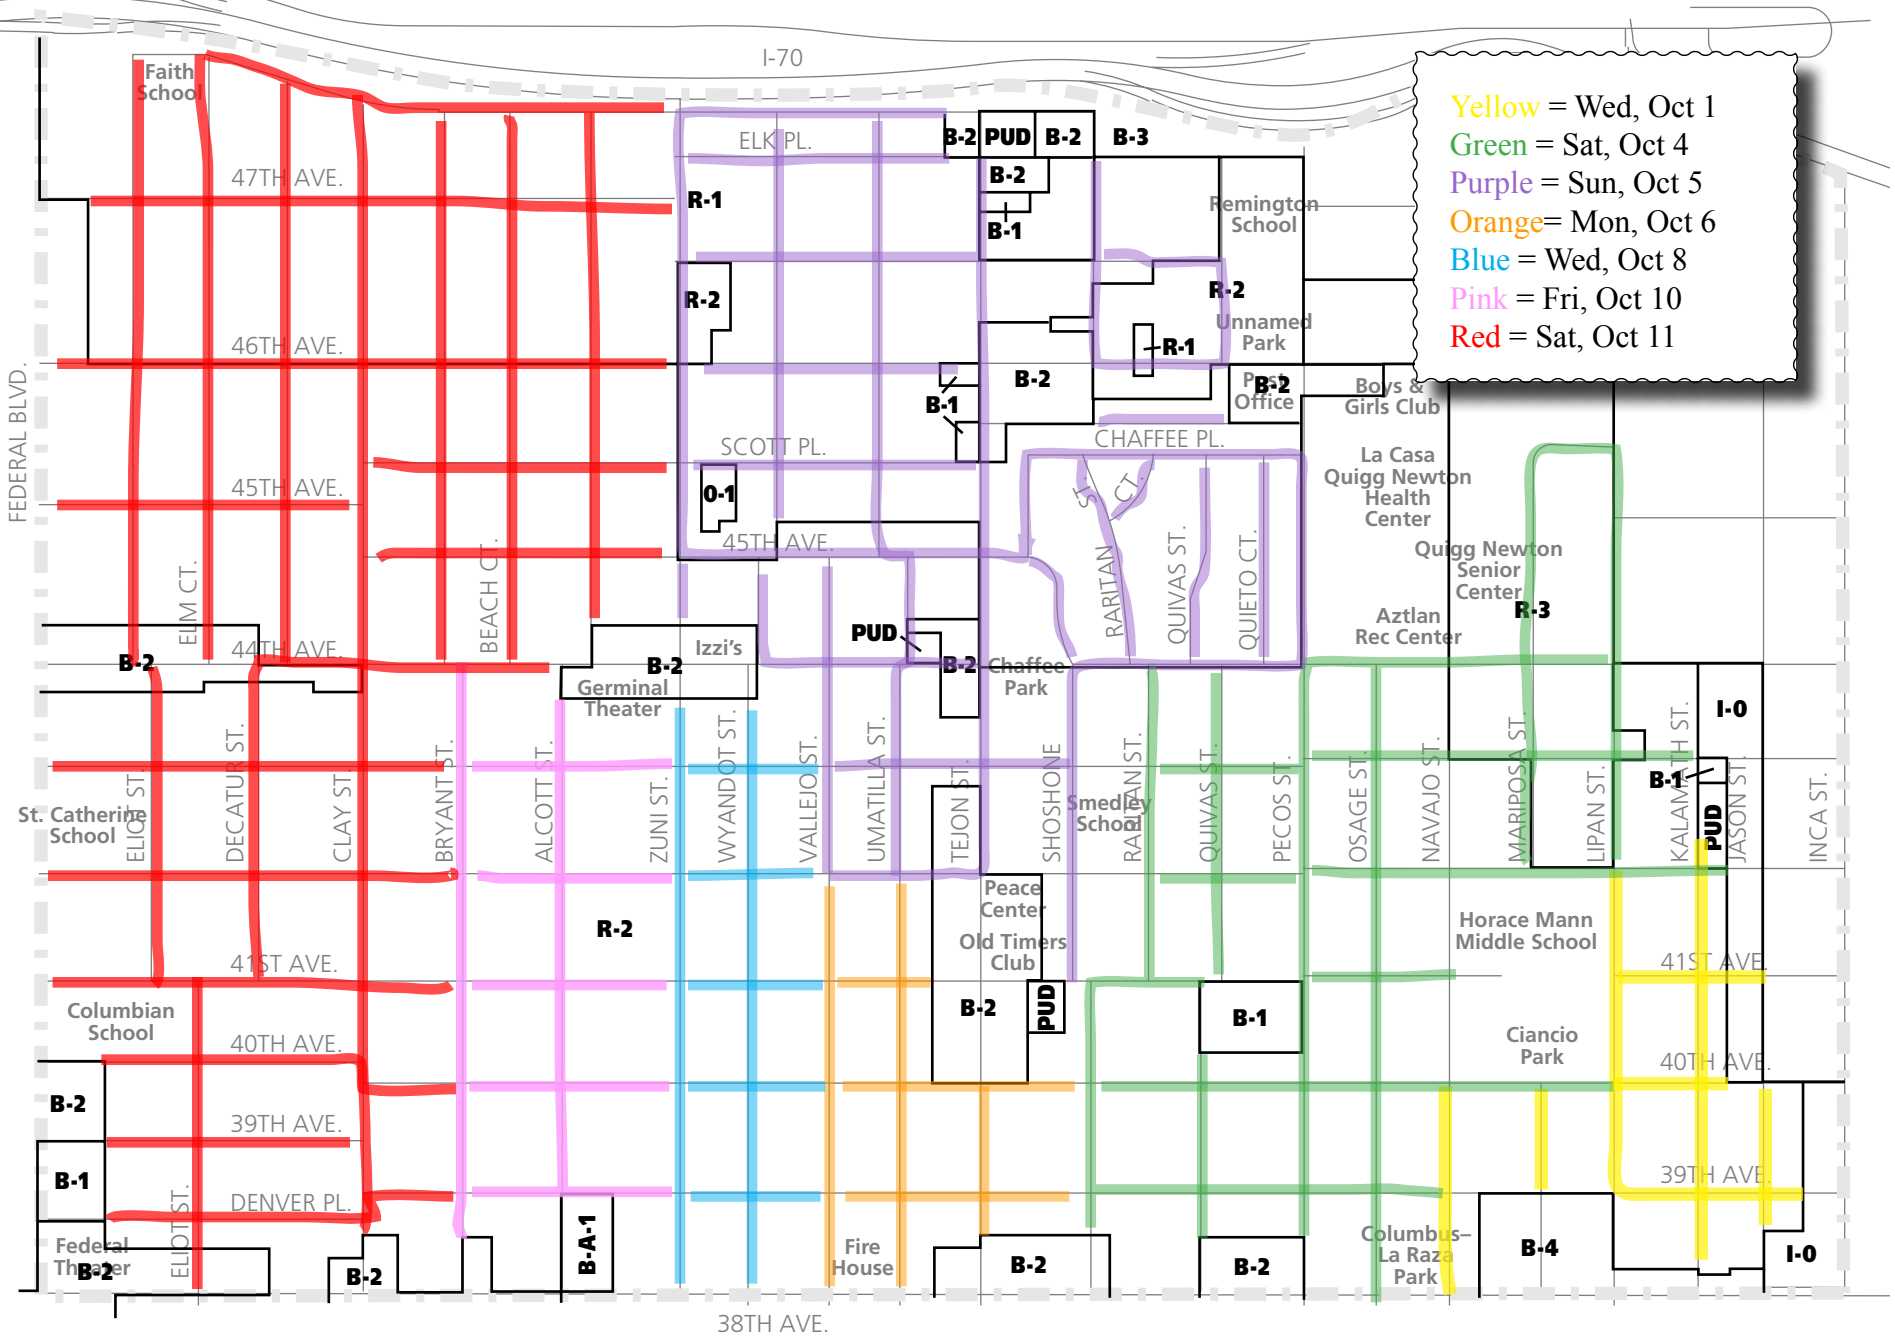 I-70
Yellow = Wed, Oct 1
Green = Sat, Oct 4
Purple = Sun, Oct 5
Orange= Mon, Oct 6
Blue = Wed, Oct 8
Pink = Fri, Oct 10
Red = Sat, Oct 11
Faith
School
ELK PL.
B-2
PUD
B-2
B-3
47TH AVE.
R-1
B-2
B-1
Remington
School
R-2
R-2
Unnamed
Park
46TH AVE.
R-1
B-2
B-1
Post
Office
B-2
Boys &
Girls Club
FEDERAL BLVD.
SCOTT PL.
CHAFFEE PL.
La Casa
Quigg Newton
Health
Center
45TH AVE.
O-1
ST.
CT.
45TH AVE.
Quigg Newton
Senior
Center
R-3
ELM CT.
BEACH CT.
RARITAN
QUIVAS ST.
QUIETO CT.
Aztlan
Rec Center
44TH AVE.
B-2
Izzi's
B-2
PUD
B-2
Chaffee
Park
Germinal
Theater
I-0
B-1
PUD
St. Catherine
School
ELIOT ST.
DECATUR ST.
CLAY ST.
BRYANT ST.
ALCOTT ST.
ZUNI ST.
WYANDOT ST.
VALLEJO ST.
UMATILLA ST.
TEJON ST.
SHOSHONE
Smedley
School
RARITAN ST.
QUIVAS ST.
PECOS ST.
OSAGE ST.
NAVAJO ST.
MARIPOSA ST.
LIPAN ST.
KALAMATH ST.
JASON ST.
INCA ST.
Peace
Center
R-2
Old Timers
Club
Horace Mann
Middle School
41ST AVE.
41ST AVE.
Columbian
School
B-2
PUD
B-1
Ciancio
Park
40TH AVE.
40TH AVE.
B-2
39TH AVE.
B-1
39TH AVE.
DENVER PL.
ELIOT ST.
Federal
Theater
B-2
B-2
B-A-1
Fire
House
B-2
B-2
Columbus–
La Raza
Park
B-4
I-0
38TH AVE.